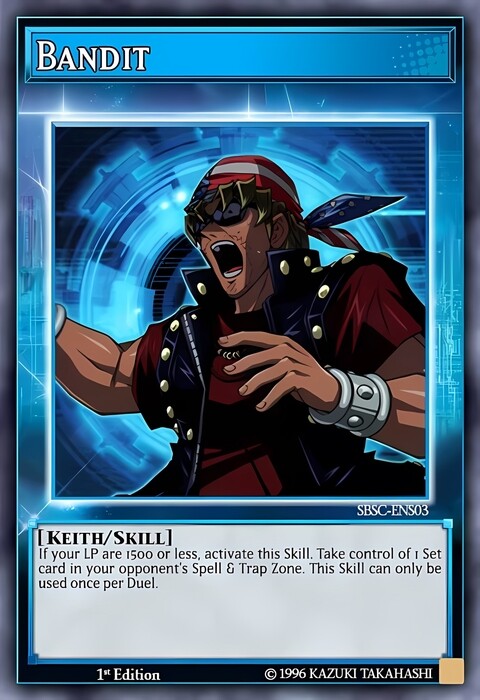 Bandit
SBSC-ENS03
[Keith/Skill]
If your LP are 1500 or less, activate this Skill. Take control of 1 Set
card in your opponent's Spell & Trap Zone. This Skill can only be
used once per Duel.
1st Edition
© 1996 KAZUKI TAKAHASHI